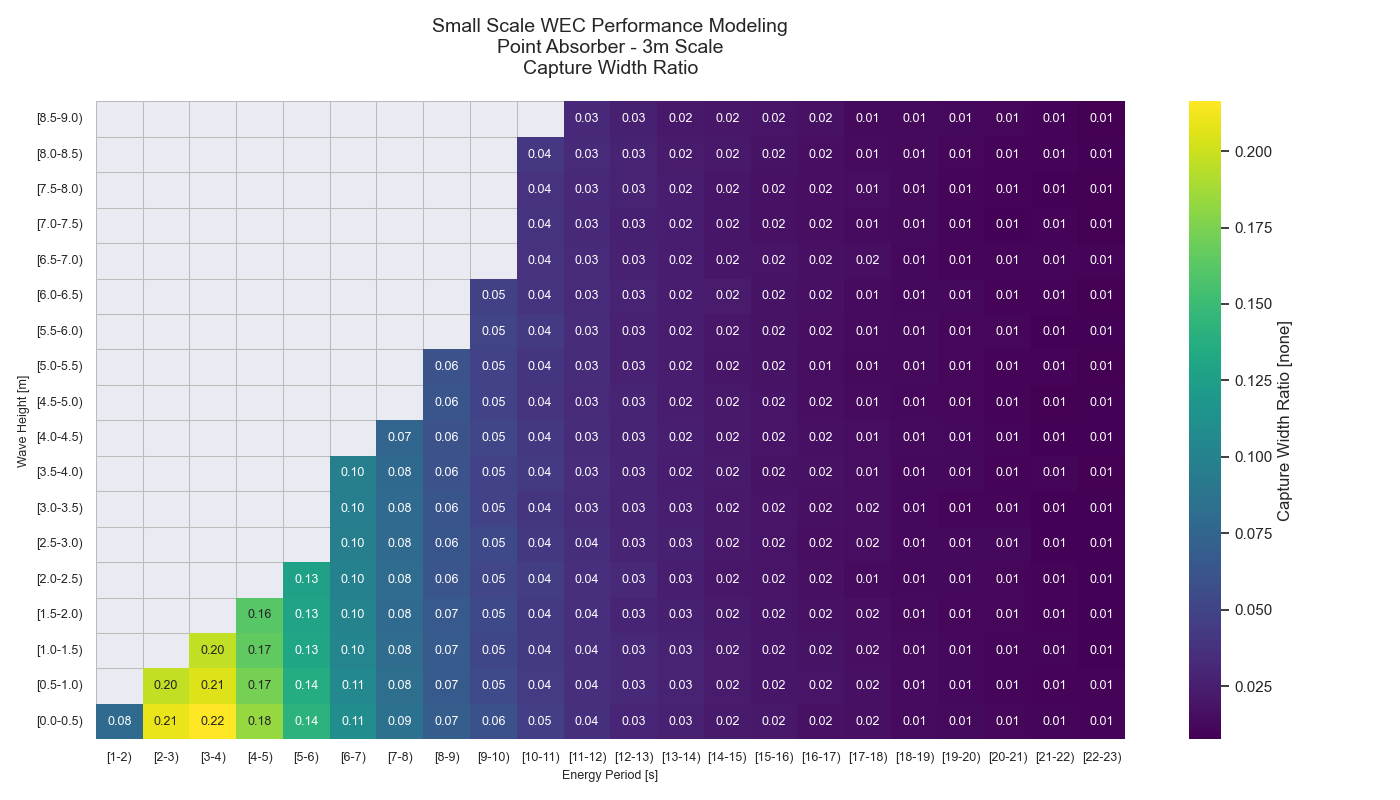 Small Scale WEC Performance Modeling
Point Absorber - 3m Scale
Capture Width Ratio
Wave Height [m]
[8.5-9.0) 0.03 0.03 0.02 0.02 0.02 0.02 0.01 0.01 0.01 0.01 0.01 0.01
[8.0-8.5) 0.04 0.03 0.03 0.02 0.02 0.02 0.02 0.01 0.01 0.01 0.01 0.01 0.01
[7.5-8.0) 0.04 0.03 0.03 0.02 0.02 0.02 0.02 0.01 0.01 0.01 0.01 0.01 0.01
[7.0-7.5) 0.04 0.03 0.03 0.02 0.02 0.02 0.02 0.01 0.01 0.01 0.01 0.01 0.01
[6.5-7.0) 0.04 0.03 0.03 0.02 0.02 0.02 0.02 0.02 0.01 0.01 0.01 0.01 0.01
[6.0-6.5) 0.05 0.04 0.03 0.03 0.02 0.02 0.02 0.02 0.01 0.01 0.01 0.01 0.01 0.01
[5.5-6.0) 0.05 0.04 0.03 0.03 0.02 0.02 0.02 0.02 0.01 0.01 0.01 0.01 0.01 0.01
[5.0-5.5) 0.06 0.05 0.04 0.03 0.03 0.02 0.02 0.02 0.01 0.01 0.01 0.01 0.01 0.01 0.01
[4.5-5.0) 0.06 0.05 0.04 0.03 0.03 0.02 0.02 0.02 0.02 0.01 0.01 0.01 0.01 0.01 0.01
[4.0-4.5) 0.07 0.06 0.05 0.04 0.03 0.03 0.02 0.02 0.02 0.02 0.01 0.01 0.01 0.01 0.01 0.01
[3.5-4.0) 0.10 0.08 0.06 0.05 0.04 0.03 0.03 0.02 0.02 0.02 0.02 0.01 0.01 0.01 0.01 0.01 0.01
[3.0-3.5) 0.10 0.08 0.06 0.05 0.04 0.03 0.03 0.03 0.02 0.02 0.02 0.02 0.01 0.01 0.01 0.01 0.01
[2.5-3.0) 0.10 0.08 0.06 0.05 0.04 0.04 0.03 0.03 0.02 0.02 0.02 0.02 0.01 0.01 0.01 0.01 0.01
[2.0-2.5) 0.13 0.10 0.08 0.06 0.05 0.04 0.04 0.03 0.03 0.02 0.02 0.02 0.01 0.01 0.01 0.01 0.01 0.01
[1.5-2.0) 0.16 0.13 0.10 0.08 0.07 0.05 0.04 0.04 0.03 0.03 0.02 0.02 0.02 0.02 0.01 0.01 0.01 0.01 0.01
[1.0-1.5) 0.20 0.17 0.13 0.10 0.08 0.07 0.05 0.04 0.04 0.03 0.03 0.02 0.02 0.02 0.02 0.01 0.01 0.01 0.01 0.01
[0.5-1.0) 0.20 0.21 0.17 0.14 0.11 0.08 0.07 0.05 0.04 0.04 0.03 0.03 0.02 0.02 0.02 0.02 0.01 0.01 0.01 0.01 0.01
[0.0-0.5) 0.08 0.21 0.22 0.18 0.14 0.11 0.09 0.07 0.06 0.05 0.04 0.03 0.03 0.02 0.02 0.02 0.02 0.01 0.01 0.01 0.01 0.01
[1-2) [2-3) [3-4) [4-5) [5-6) [6-7) [7-8) [8-9) [9-10) [10-11) [11-12) [12-13) [13-14) [14-15) [15-16) [16-17) [17-18) [18-19) [19-20) [20-21) [21-22) [22-23)
Energy Period [s]
0.200
0.175
0.150
0.125
0.100
0.075
0.050
0.025
Capture Width Ratio [none]